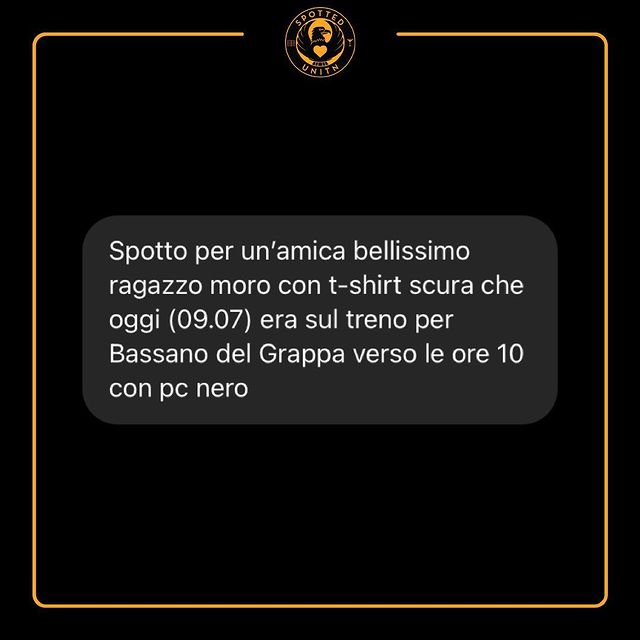 SPOTTED
UNITN
Spotto per un’amica bellissimo
ragazzo moro con t-shirt scura che
oggi (09.07) era sul treno per
Bassano del Grappa verso le ore 10
con pc nero